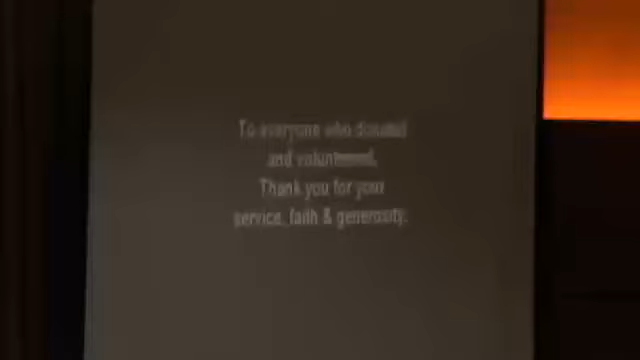 To everyone who donated
and volunteered.
Thank you for your
service, faith & generosity.